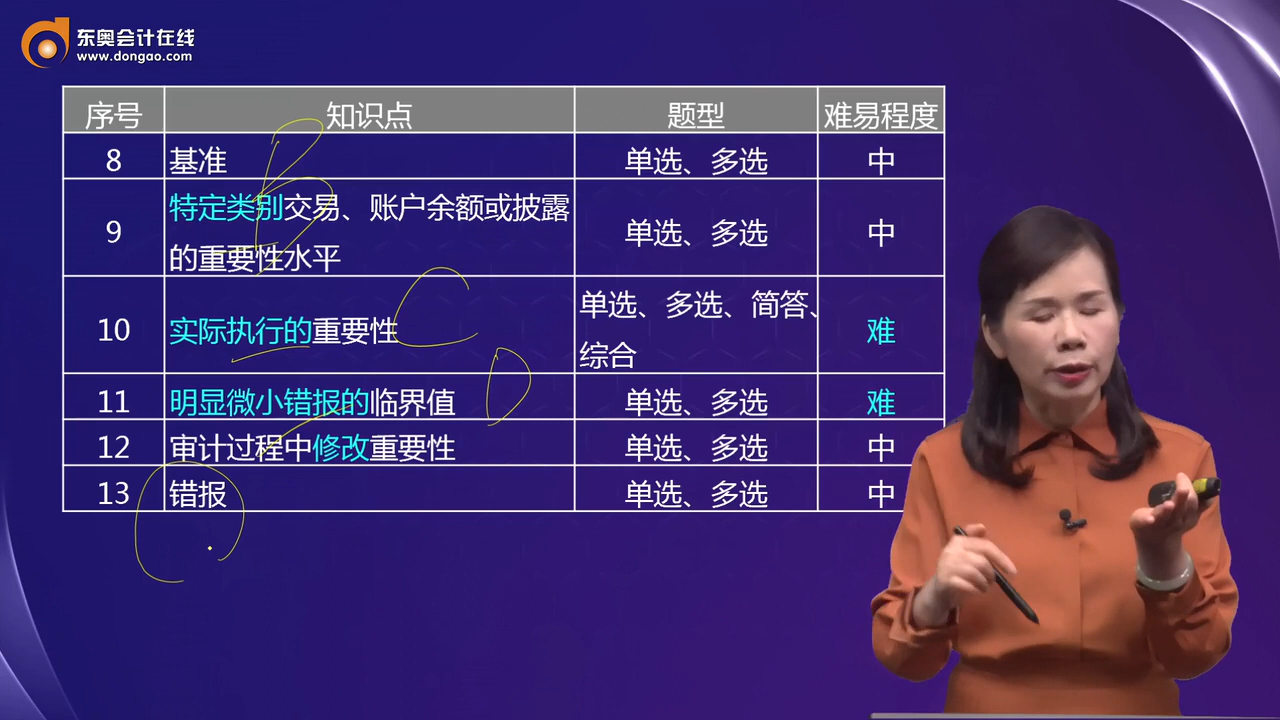 东奥会计在线
www.dongao.com
序号 知识点 题型 难易程度
8 基准 单选、多选 中
9 特定类别交易、账户余额或披露
的重要性水平 单选、多选 中
10 实际执行的重要性 单选、多选、简答、
综合 难
11 明显微小错报的临界值 单选、多选 难
12 审计过程中修改重要性 单选、多选 中
13 错报 单选、多选 中
B
C
D